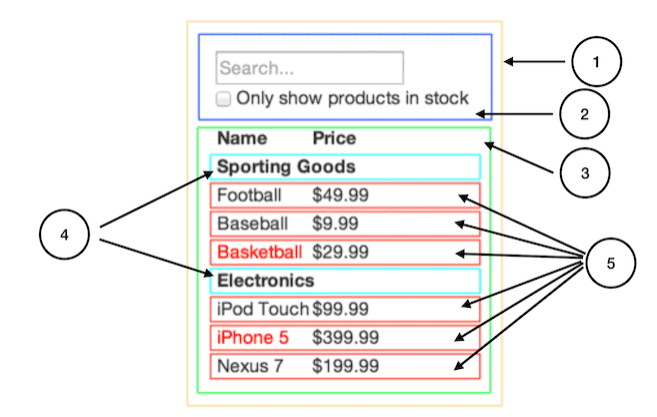 Search...
1
Only show products in stock
2
Name Price
3
Sporting Goods
Football $49.99
Baseball $9.99
4
Basketball $29.99
5
Electronics
iPod Touch $99.99
iPhone 5 $399.99
Nexus 7 $199.99